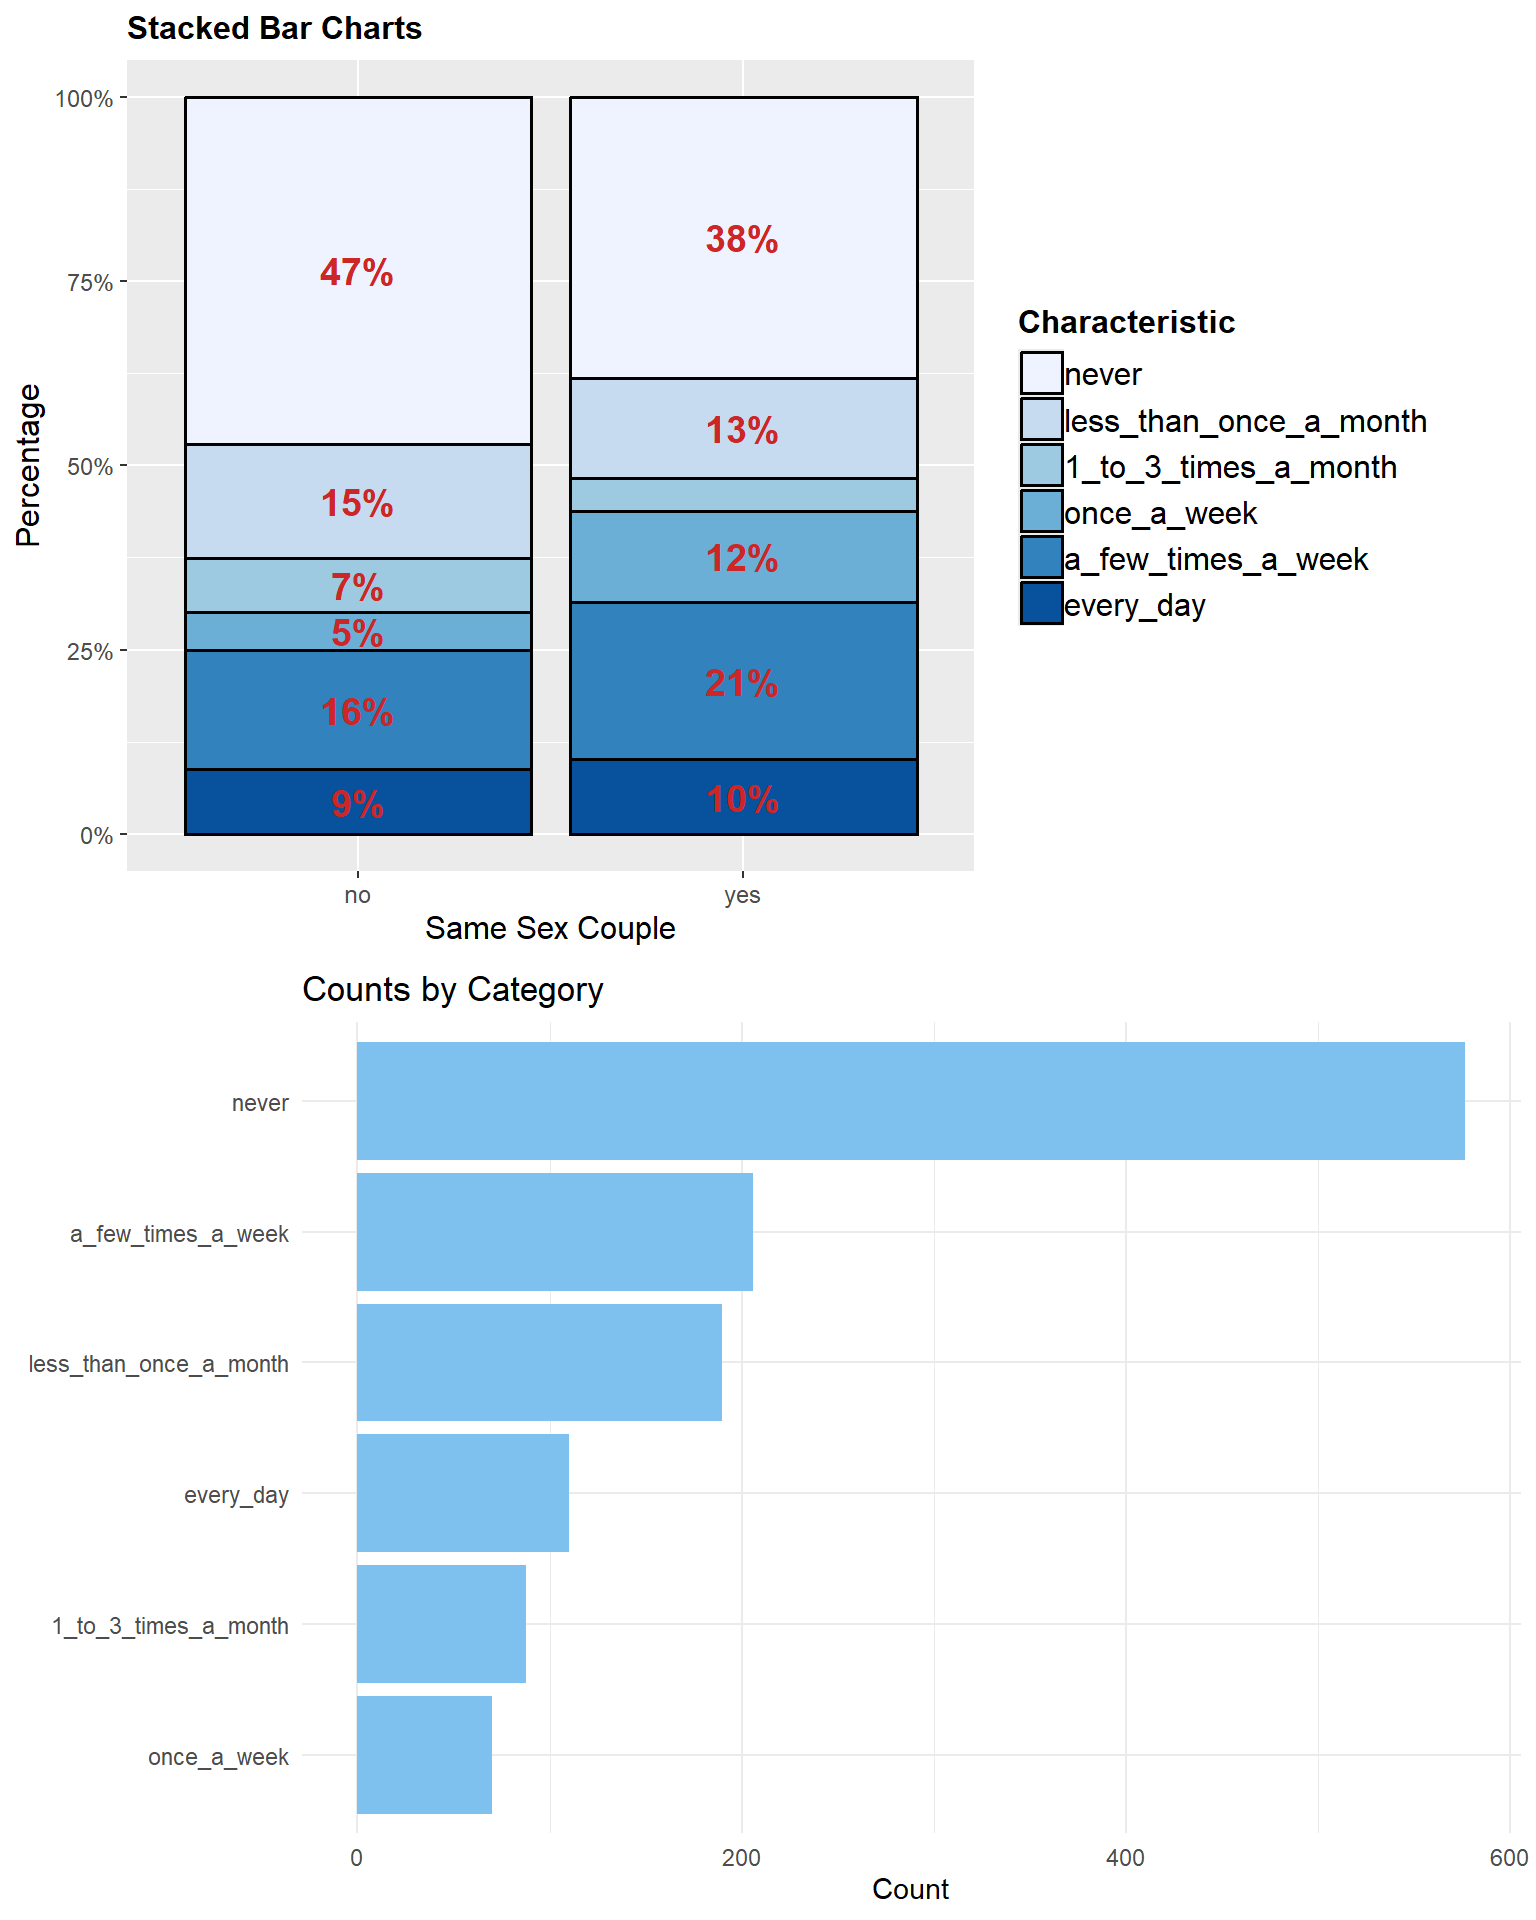 Stacked Bar Charts
100%
75%
50%
25%
0%
Percentage
47%
15%
7%
5%
16%
9%
38%
13%
12%
21%
10%
no
yes
Same Sex Couple
Characteristic
never
less_than_once_a_month
1_to_3_times_a_month
once_a_week
a_few_times_a_week
every_day
Counts by Category
never
a_few_times_a_week
less_than_once_a_month
every_day
1_to_3_times_a_month
once_a_week
0
200
400
600
Count